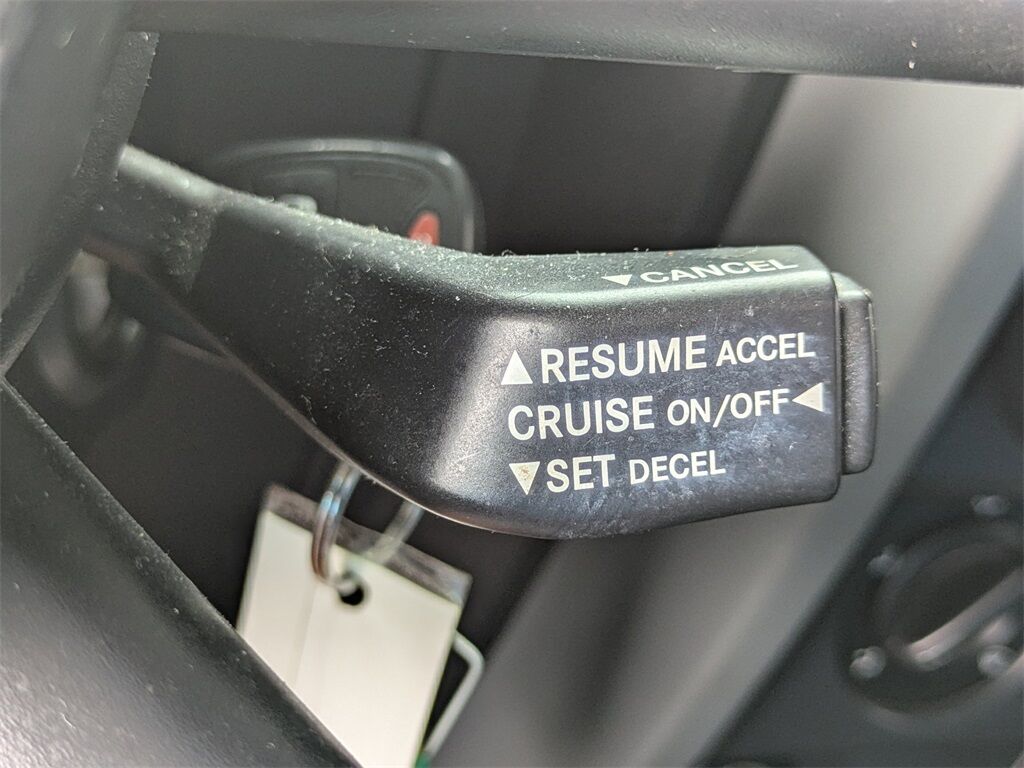 ▼CANCEL
▲RESUME ACCEL
CRUISE ON/OFF◀
▼SET DECEL